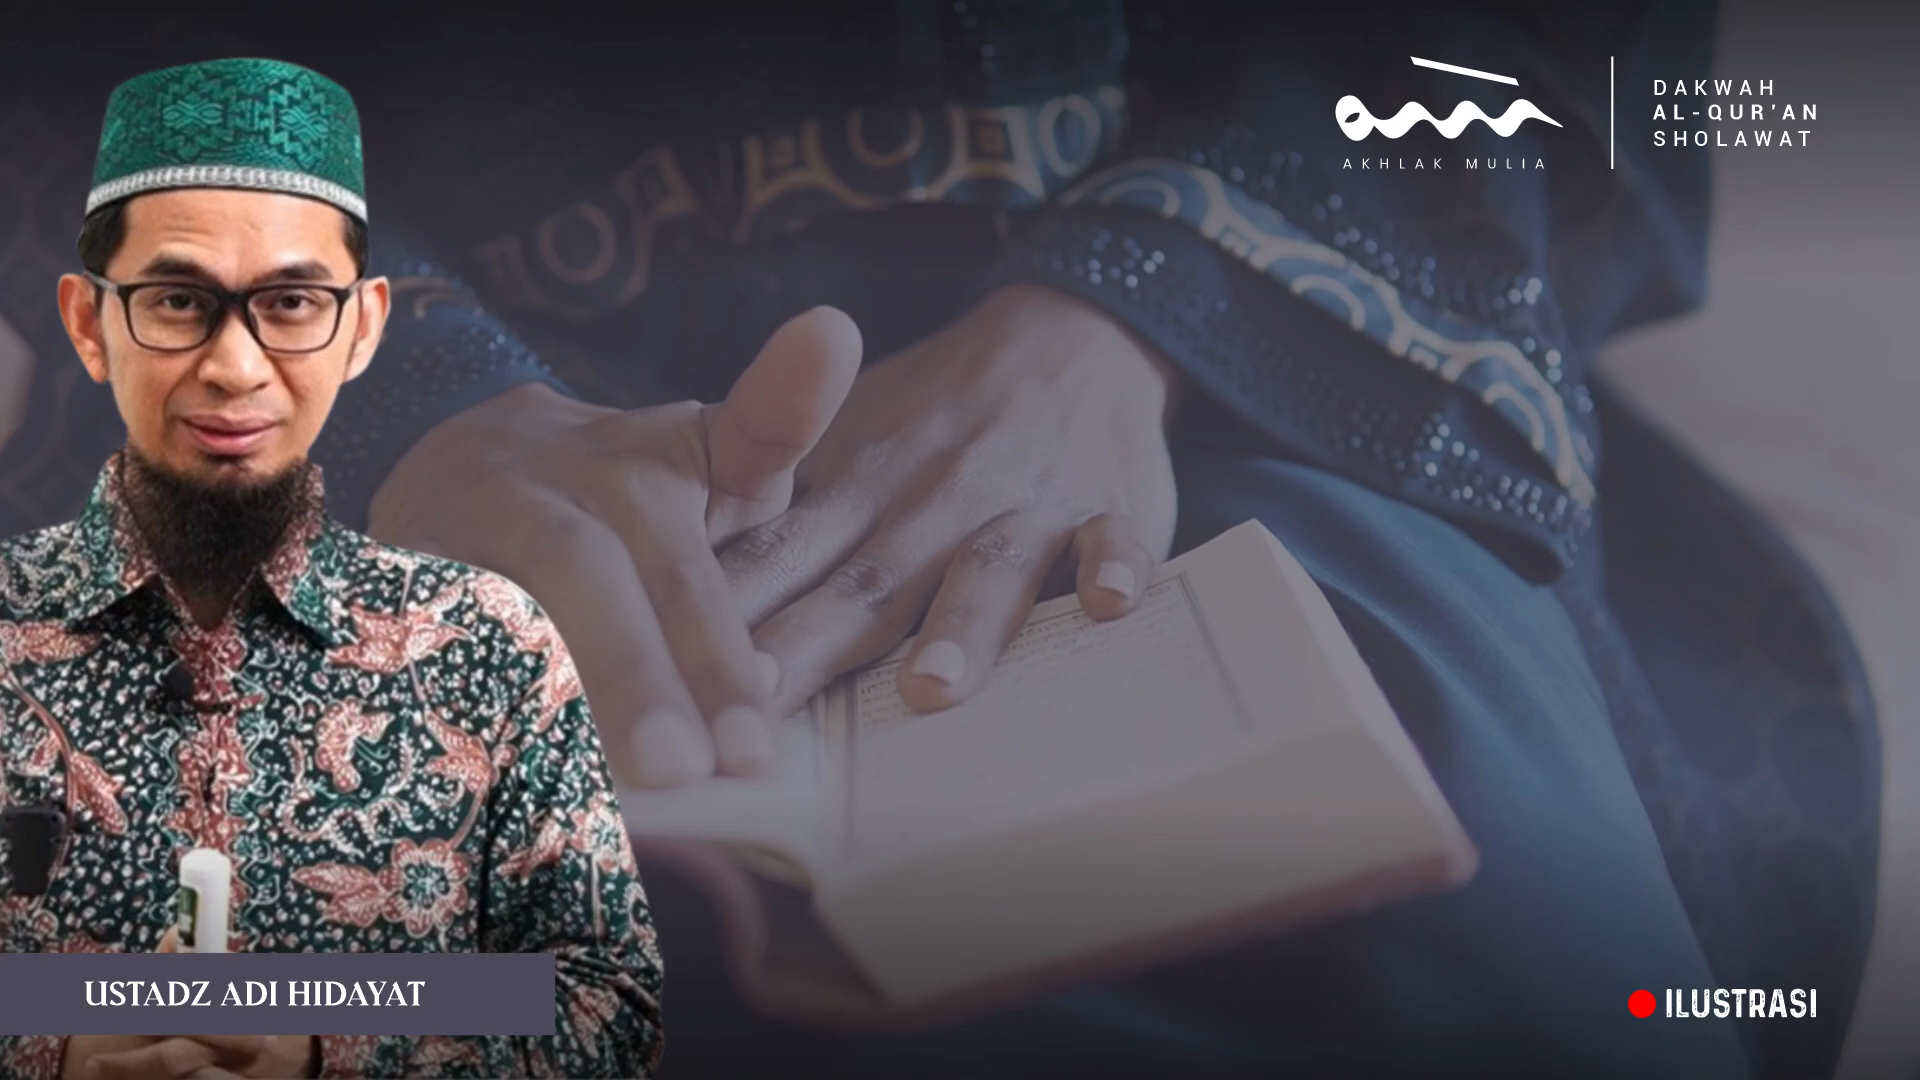 AKHLAK MULIA
DAKWAH
AL-QUR'AN
SHOLAWAT
USTADZ ADI HIDAYAT
ILUSTRASI